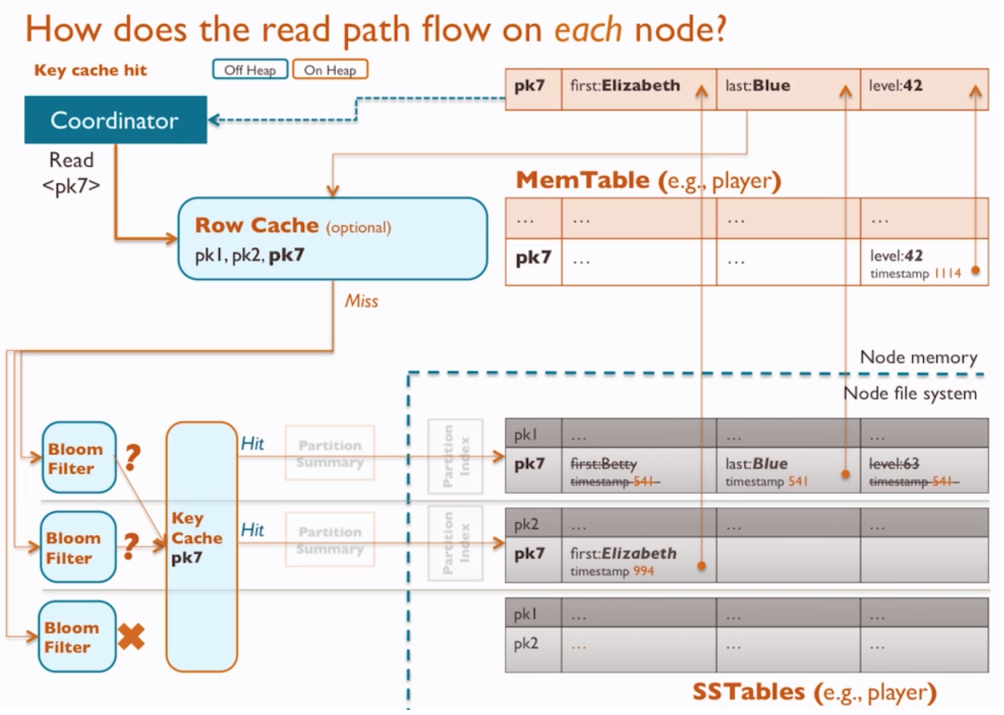 How does the read path flow on each node?
Key cache hit
Off Heap
On Heap
Coordinator
Read
<pk7>
pk7 first:Elizabeth last:Blue level:42
MemTable (e.g., player)
... ... ... ...
pk7 ... ... level:42
timestamp 1114
Row Cache (optional)
pk1, pk2, pk7
Miss
Node memory
Node file system
Bloom
Filter
?
Hit
Partition
Summary
Partition
Index
pk1 ... ... ...
pk7 first:Betty last:Blue level:63
timestamp 541 timestamp 541 timestamp 541
Bloom
Filter
?
Key
Cache
pk7
Hit
Partition
Summary
Partition
Index
pk2 ... ... ...
pk7 first:Elizabeth
timestamp 994
Bloom
Filter
pk1 ... ... ...
pk2 ... ... ...
SSTables (e.g., player)